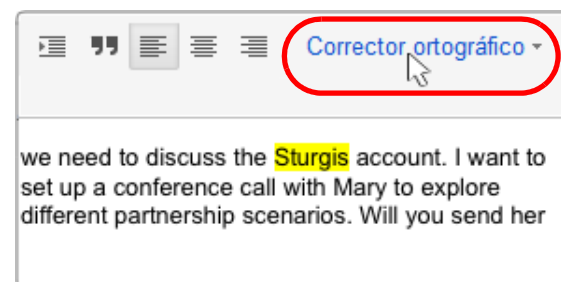 Corrector ortográfico
we need to discuss the Sturgis account. I want to
set up a conference call with Mary to explore
different partnership scenarios. Will you send her